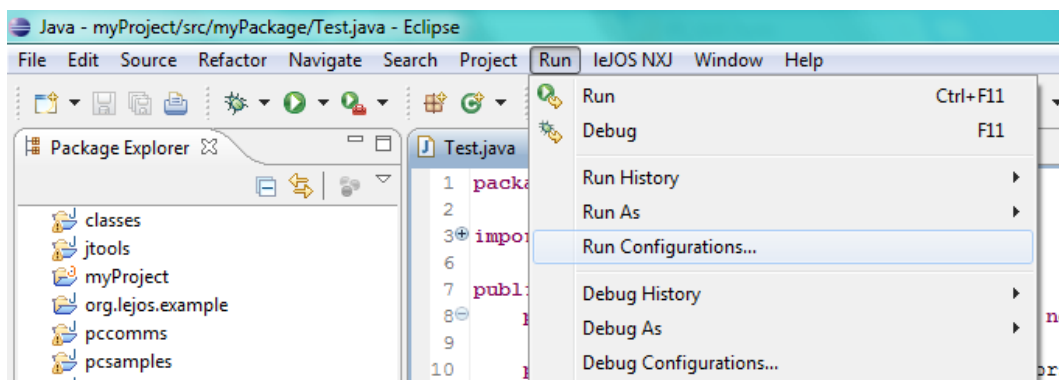 Java - myProject/src/myPackage/Test.java - Eclipse
File Edit Source Refactor Navigate Search Project Run leJOS NXJ Window Help
Run Ctrl+F11
Debug F11
Run History
Run As
Run Configurations...
Debug History
Debug As
Debug Configurations...
Package Explorer
classes
jtools
myProject
org.lejos.example
pccomms
pcsamples
Test.java
1 packa
2
3 impor
6
7 publi
8
9
10